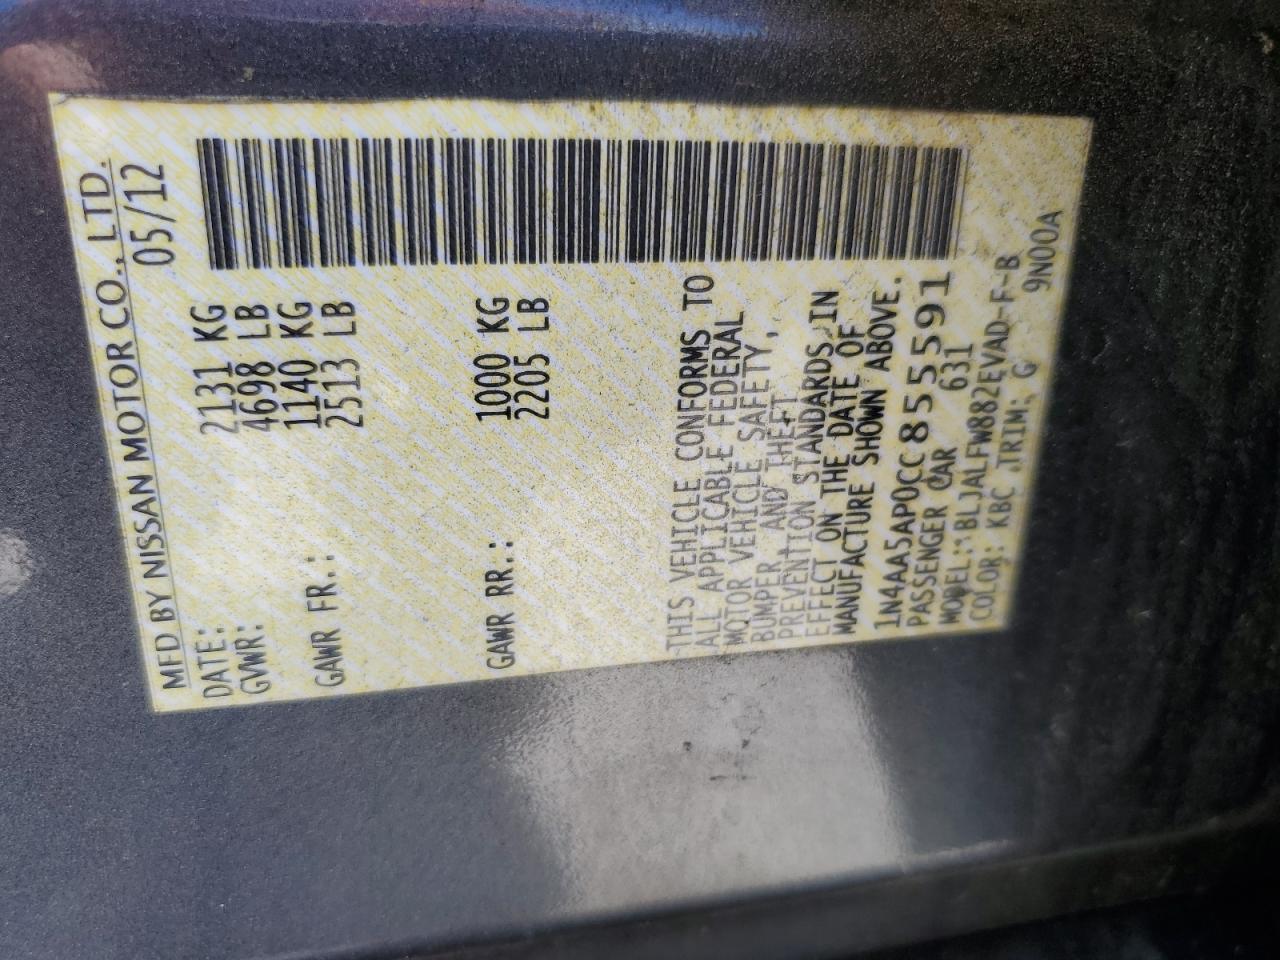 MFD BY NISSAN MOTOR CO., LTD.
DATE: 05/12
GVWR: 2131 KG
4698 LB
GAWR FR.: 1140 KG
2513 LB
GAWR RR.: 1000 KG
2205 LB
THIS VEHICLE CONFORMS TO
ALL APPLICABLE FEDERAL
MOTOR VEHICLE SAFETY,
BUMPER, AND THEFT
PREVENTION STANDARDS IN
EFFECT ON THE DATE OF
MANUFACTURE SHOWN ABOVE.
1N4AA5AP0CC855591
PASSENGER CAR 631
MODEL: BLJALFW882EVAD-F-B
COLOR: KBC TRIM: G 9N00A